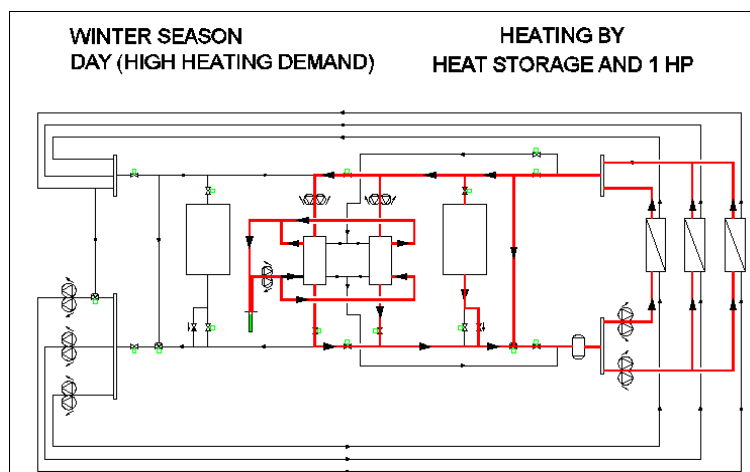 WINTER SEASON
DAY (HIGH HEATING DEMAND)
HEATING BY
HEAT STORAGE AND 1 HP